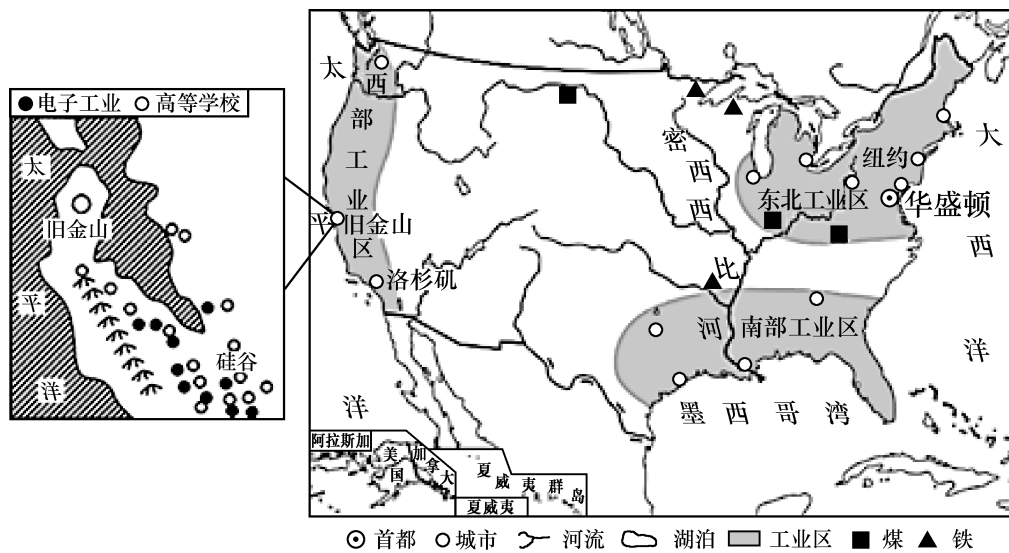 ● 电子工业 ○ 高等学校
太
平
洋
旧金山
硅谷
太
平
洋
西
部
工
业
区
旧金山
洛杉矶
密
西
西
比
河
东北工业区
纽约
华盛顿
大
西
洋
南部工业区
墨西哥湾
阿拉斯加
美国
加拿大
夏威夷群岛
夏威夷
首都 城市 河流 湖泊 工业区 煤 铁